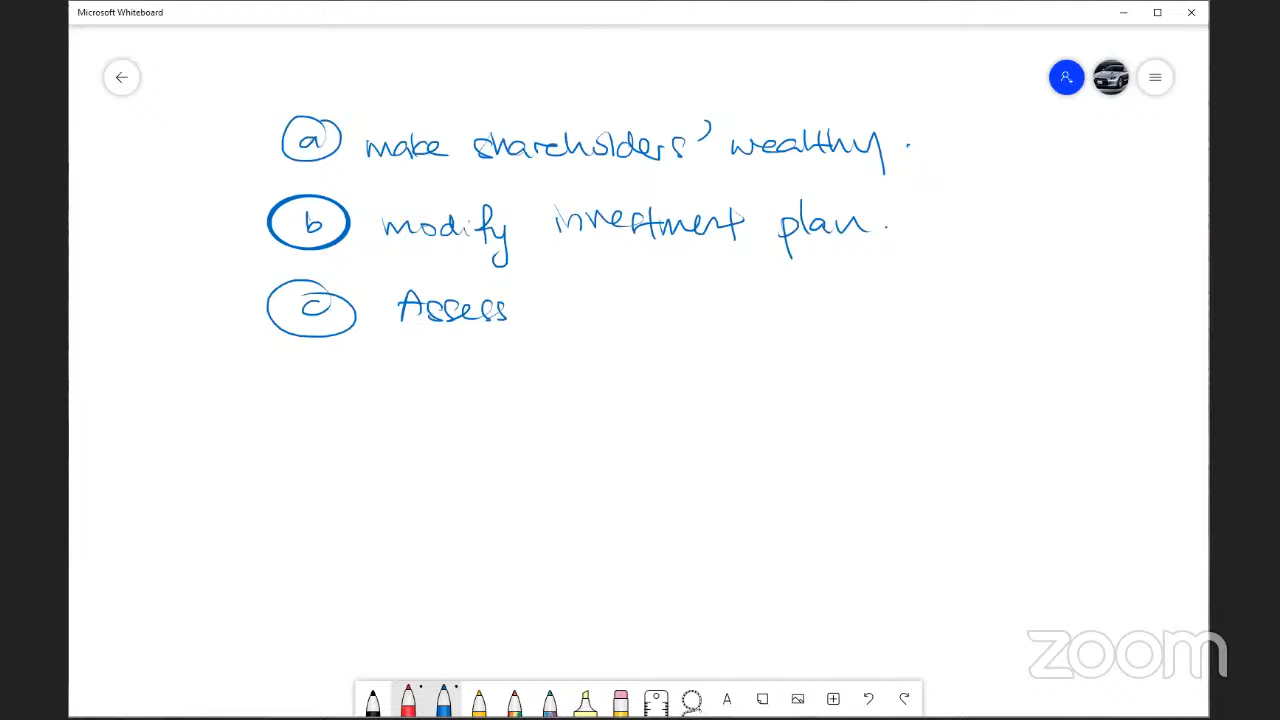 Microsoft Whiteboard
a make shareholders' wealthy.
b modify investment plan.
c Assess
zoom